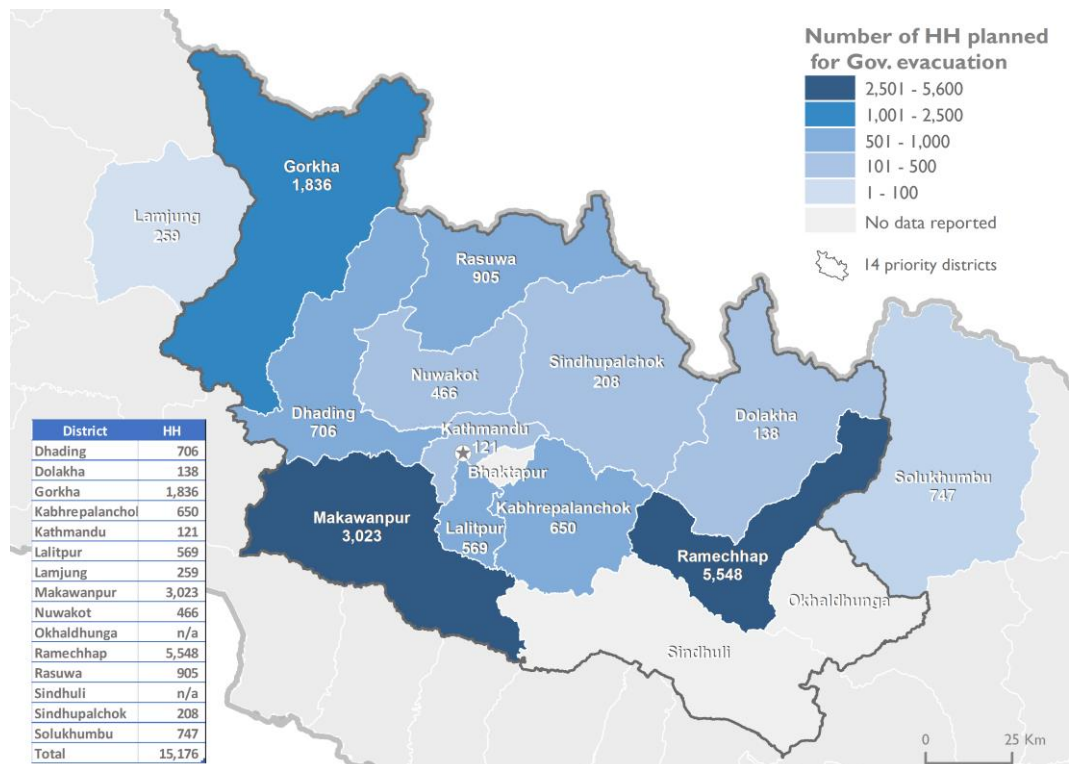 Number of HH planned
for Gov. evacuation
2,501 - 5,600
1,001 - 2,500
501 - 1,000
101 - 500
1 - 100
No data reported
14 priority districts
Gorkha
1,836
Lamjung
259
Rasuwa
905
Sindhupalchok
208
Nuwakot
466
Dhading
706
Kathmandu
121
Bhaktapur
Dolakha
138
Solukhumbu
747
Makawanpur
3,023
Lalitpur
569
Kabhrepalanchok
650
Ramechhap
5,548
Okhaldhunga
Sindhuli
District HH
Dhading 706
Dolakha 138
Gorkha 1,836
Kabhrepalanchol 650
Kathmandu 121
Lalitpur 569
Lamjung 259
Makawanpur 3,023
Nuwakot 466
Okhaldhunga n/a
Ramechhap 5,548
Rasuwa 905
Sindhuli n/a
Sindhupalchok 208
Solukhumbu 747
Total 15,176
0 25 Km